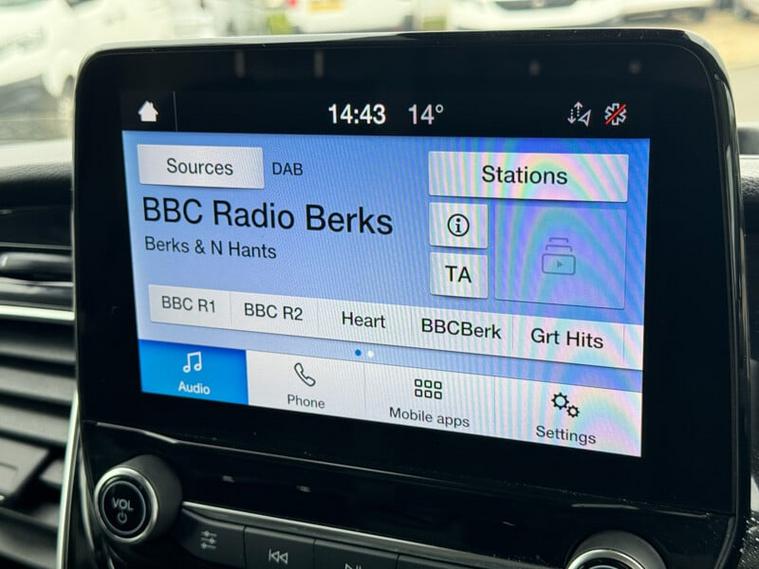 14:43 14°
Sources DAB Stations
BBC Radio Berks
Berks & N Hants
TA
BBC R1 BBC R2 Heart BBCBerk Grt Hits
Audio Phone Mobile apps Settings
VOL